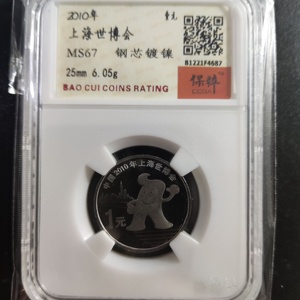 2010年 壹元
上海世博会
MS67 钢芯镀镍
25mm 6.05g
BAO CUI COINS RATING
B1221F4687
保粹
中国2010年上海世博会
1元